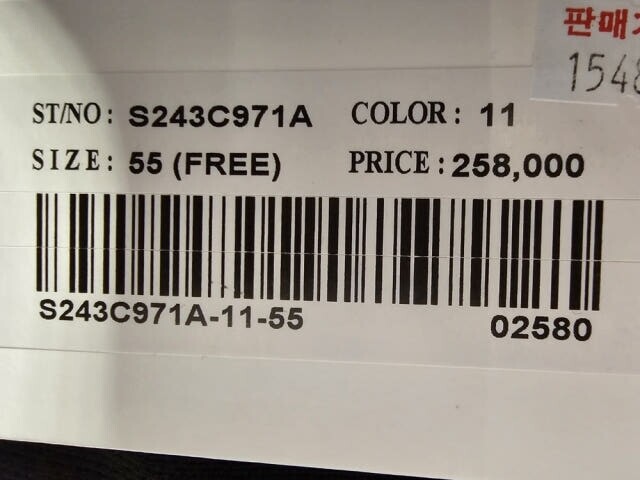 판매
1548
ST/NO : S243C971A COLOR : 11
SIZE : 55 (FREE) PRICE : 258,000
S243C971A-11-55 02580